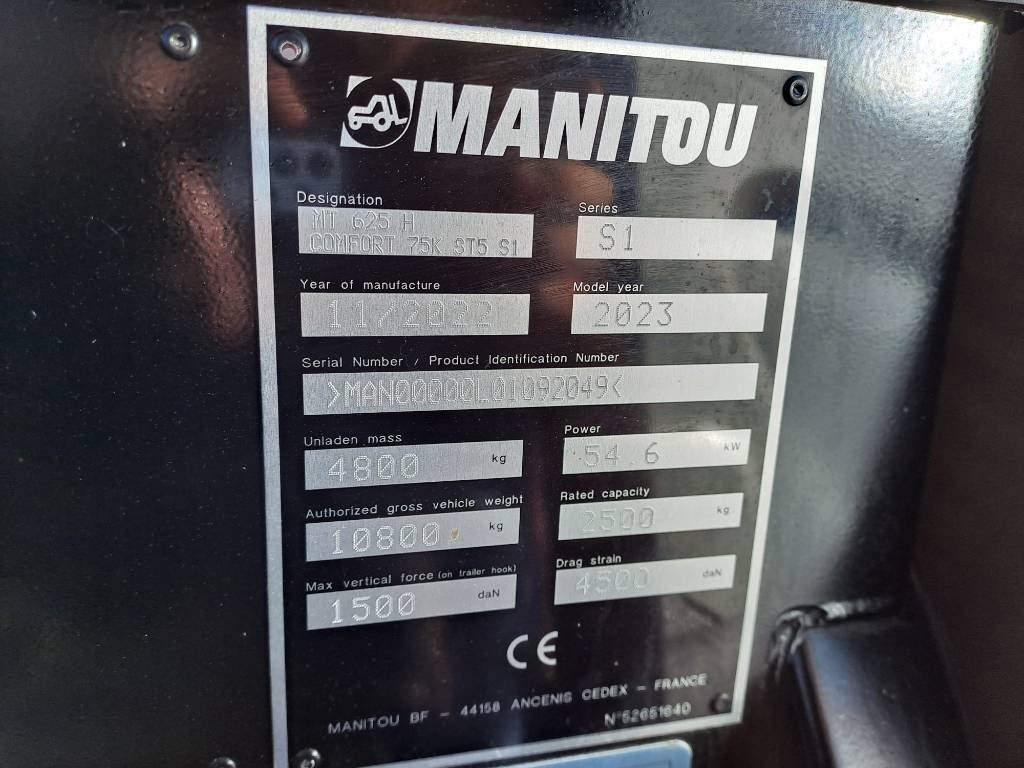 MANITOU
Designation
MT 625 H
COMFORT 75K ST5 S1
Series
S1
Year of manufacture
11/2022
Model year
2023
Serial Number / Product Identification Number
>MAN00000CL01092049<
Unladen mass
4800 kg
Power
54.6 kW
Authorized gross vehicle weight
10800 kg
Rated capacity
2500 kg
Max vertical force (on trailer hook)
1500 daN
Drag strain
4500 daN
CE
MANITOU BF - 44158 ANCENIS CEDEX - FRANCE
N°52651640